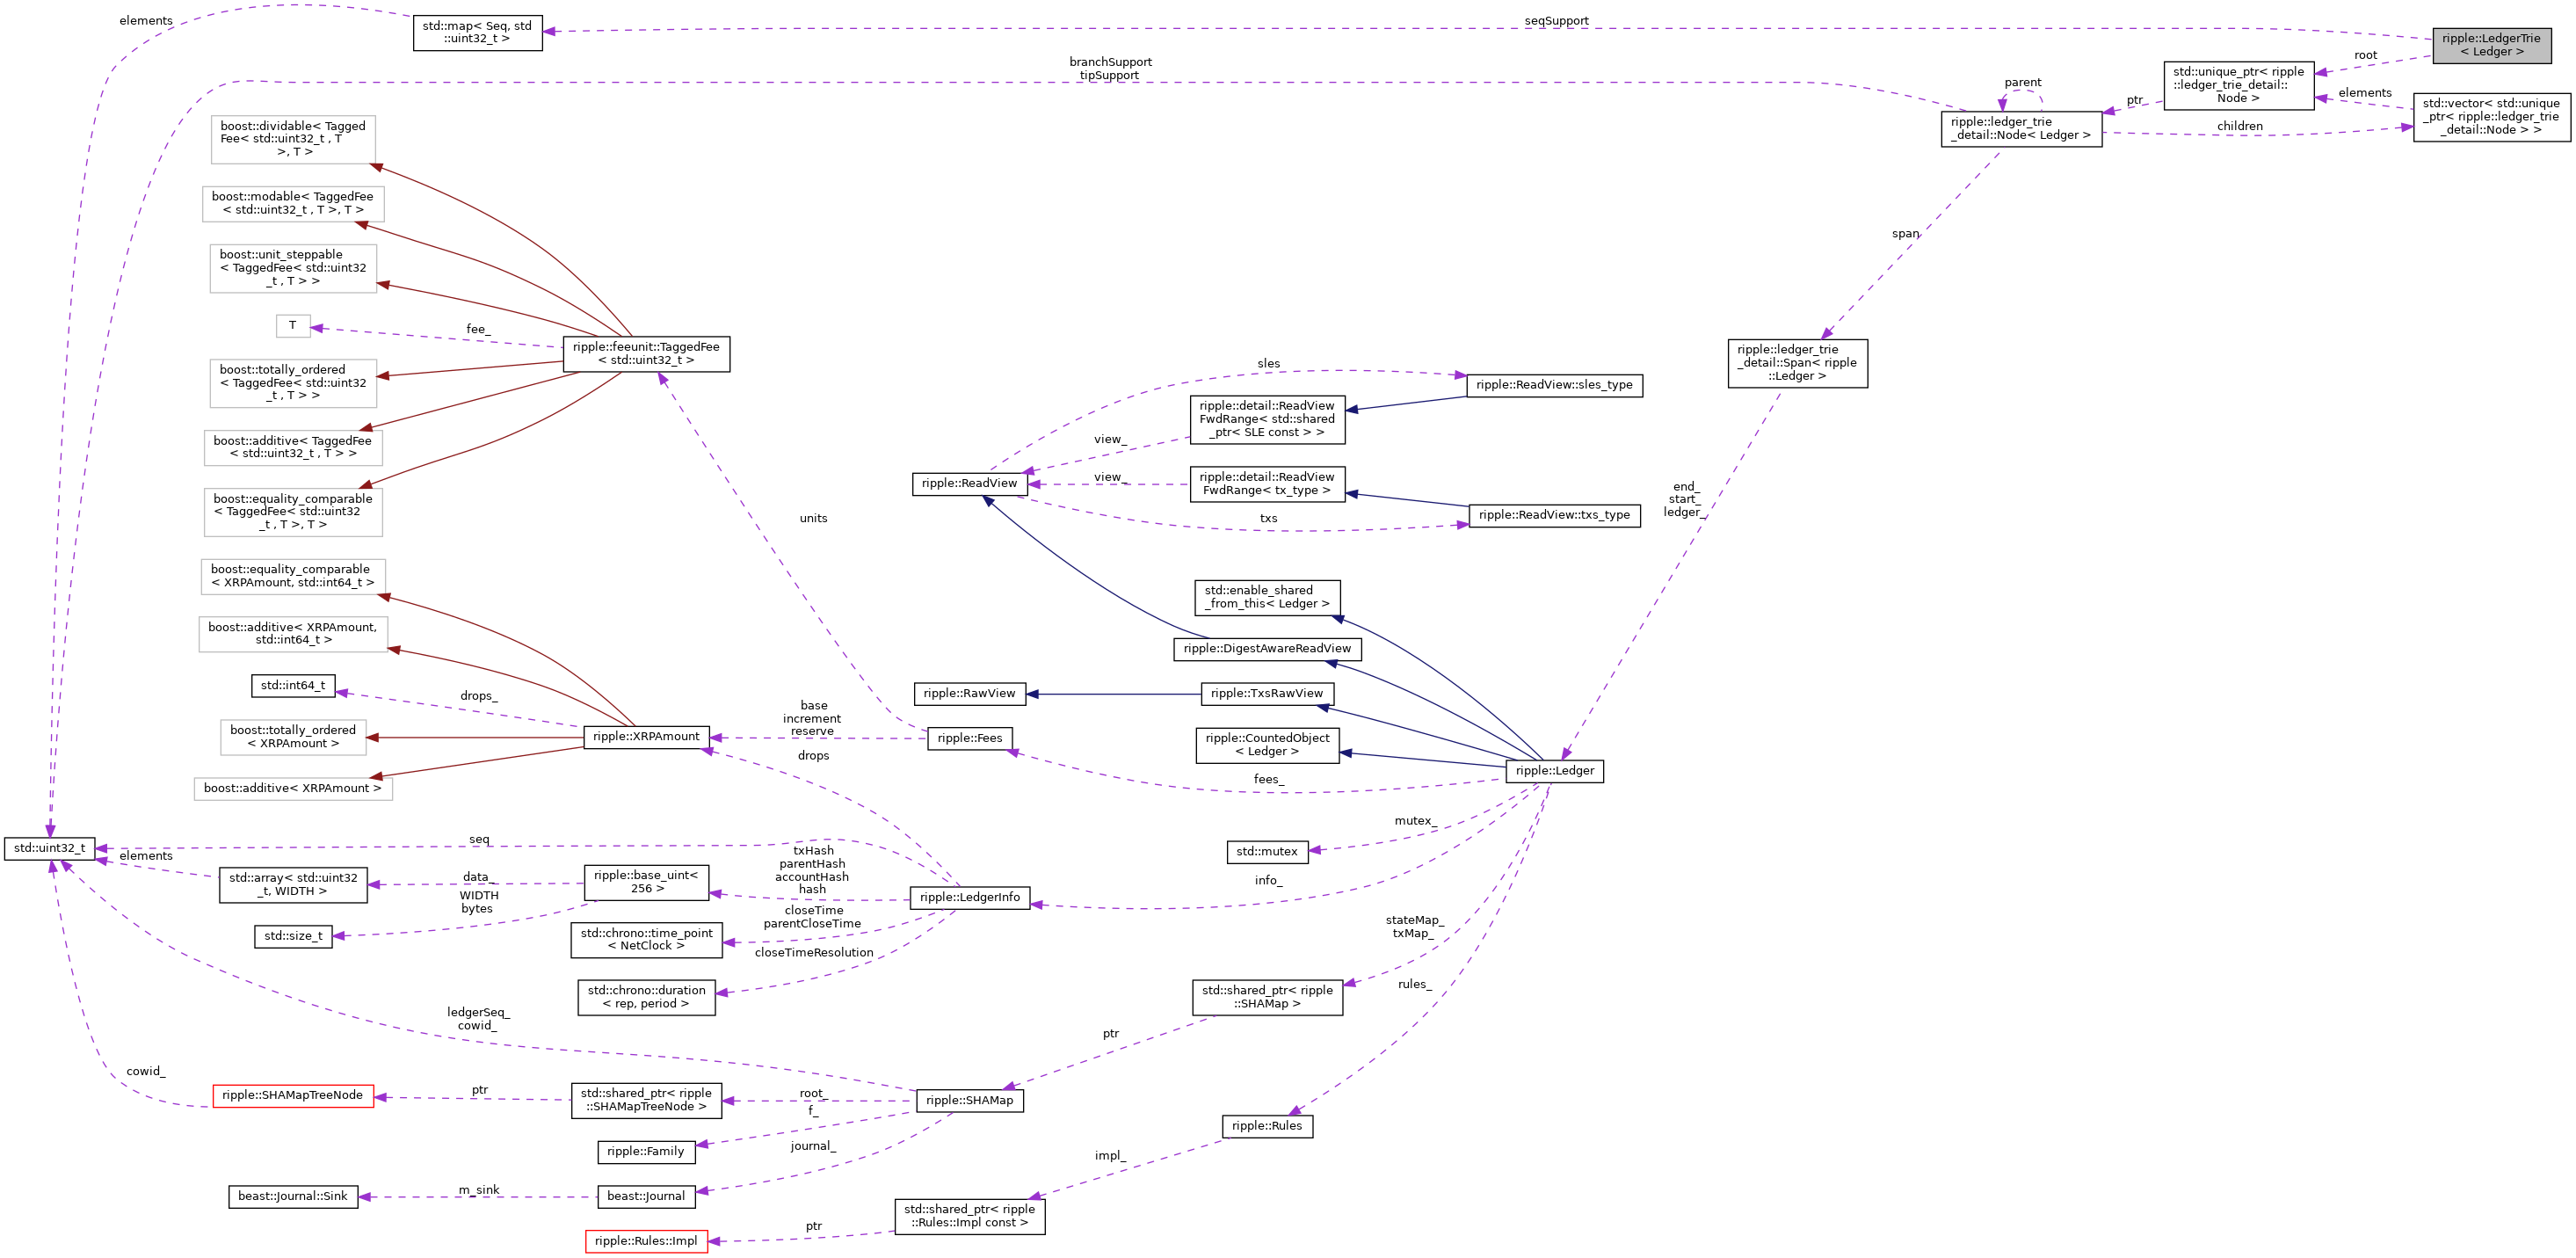 elements
std::map< Seq, std
::uint32_t >
seqSupport
ripple::LedgerTrie
< Ledger >
root
branchSupport
tipSupport
parent
std::unique_ptr< ripple
::ledger_trie_detail::
Node >
elements
std::vector< std::unique
_ptr< ripple::ledger_trie
_detail::Node > >
ptr
ripple::ledger_trie
_detail::Node< Ledger >
children
boost::dividable< Tagged
Fee< std::uint32_t , T
>, T >
boost::modable< TaggedFee
< std::uint32_t , T >, T >
span
boost::unit_steppable
< TaggedFee< std::uint32
_t , T > >
T
fee_
ripple::feeunit::TaggedFee
< std::uint32_t >
ripple::ledger_trie
_detail::Span< ripple
::Ledger >
boost::totally_ordered
< TaggedFee< std::uint32
_t , T > >
sles
ripple::ReadView::sles_type
ripple::detail::ReadView
FwdRange< std::shared
_ptr< SLE const > >
view_
boost::additive< TaggedFee
< std::uint32_t , T > >
ripple::ReadView
view_
ripple::detail::ReadView
FwdRange< tx_type >
boost::equality_comparable
< TaggedFee< std::uint32
_t , T >, T >
units
txs
ripple::ReadView::txs_type
end_
start_
ledger_
boost::equality_comparable
< XRPAmount, std::int64_t >
std::enable_shared
_from_this< Ledger >
boost::additive< XRPAmount,
std::int64_t >
ripple::DigestAwareReadView
std::int64_t
drops_
ripple::RawView
ripple::TxsRawView
boost::totally_ordered
< XRPAmount >
ripple::XRPAmount
base
increment
reserve
ripple::Fees
ripple::CountedObject
< Ledger >
drops
boost::additive< XRPAmount >
fees_
ripple::Ledger
mutex_
std::uint32_t
seq
std::mutex
elements
std::array< std::uint32
_t, WIDTH >
data_
ripple::base_uint<
256 >
txHash
parentHash
accountHash
hash
ripple::LedgerInfo
info_
WIDTH
bytes
std::size_t
closeTime
parentCloseTime
std::chrono::time_point
< NetClock >
closeTimeResolution
std::chrono::duration
< rep, period >
stateMap_
txMap_
rules_
std::shared_ptr< ripple
::SHAMap >
ledgerSeq_
cowid_
ptr
cowid_
ripple::SHAMapTreeNode
ptr
std::shared_ptr< ripple
::SHAMapTreeNode >
root_
ripple::SHAMap
f_
ripple::Family
ripple::Rules
journal_
impl_
beast::Journal::Sink
m_sink
beast::Journal
std::shared_ptr< ripple
::Rules::Impl const >
ripple::Rules::Impl
ptr